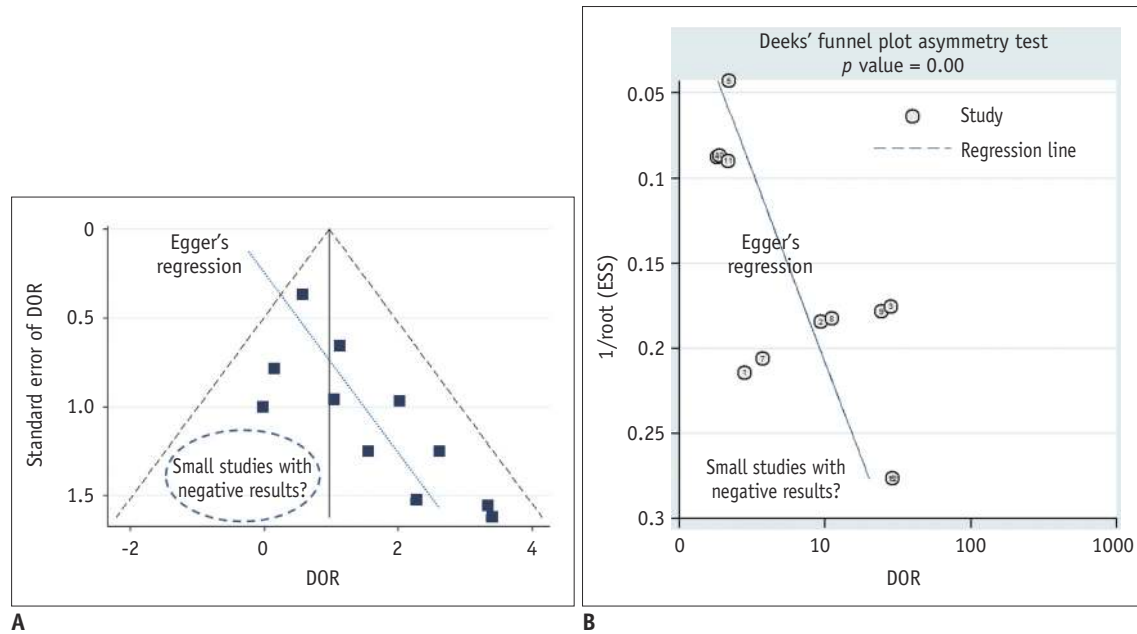 Egger's
regression
Small studies with
negative results?
Standard error of DOR
0
0.5
1.0
1.5
-2
0
2
4
DOR
A
Deeks' funnel plot asymmetry test
p value = 0.00
Study
Regression line
Egger's
regression
Small studies with
negative results?
1/root (ESS)
0.05
0.1
0.15
0.2
0.25
0.3
11
2
7
0
10
100
1000
DOR
B